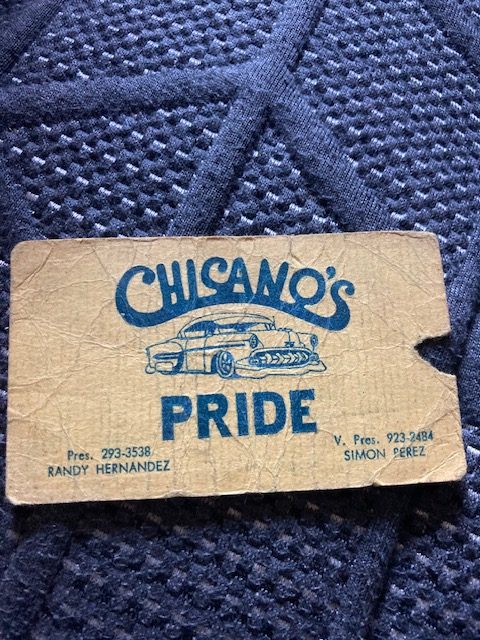 CHICANO'S
PRIDE
Pres. 293-3538
RANDY HERNANDEZ
V. Pres. 923-2484
SIMON PEREZ